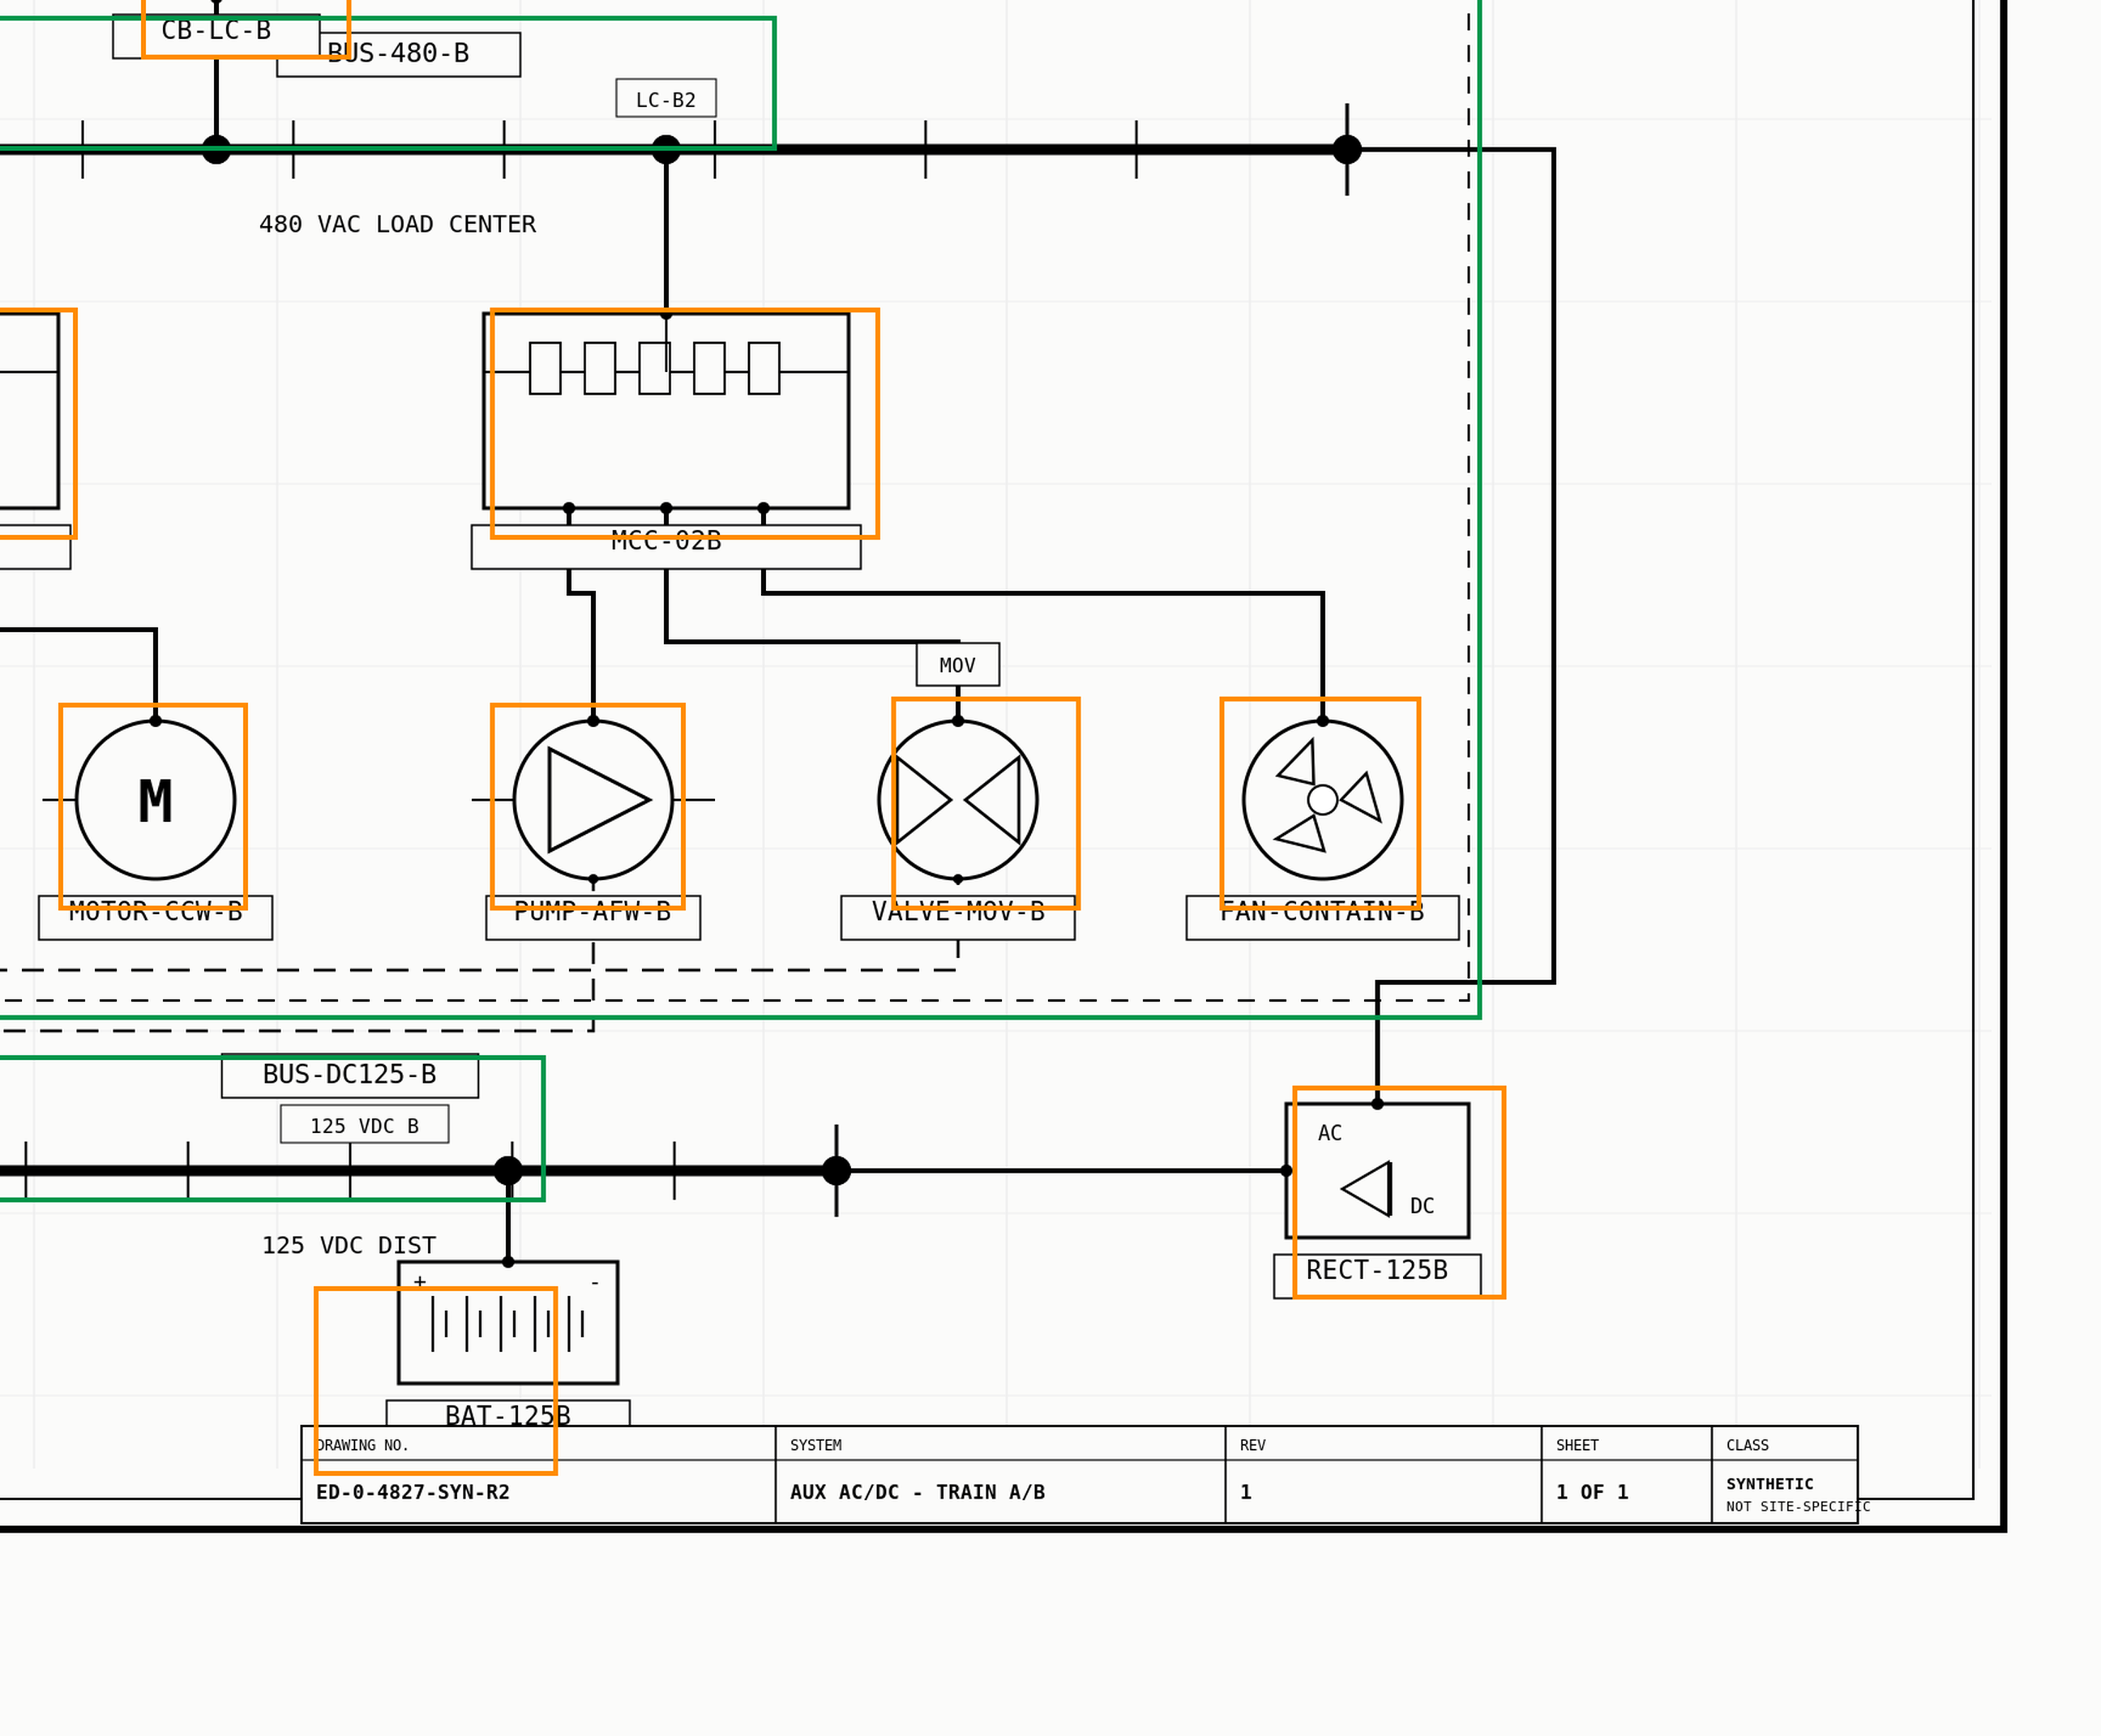 CB-LC-B
BUS-480-B
LC-B2
480 VAC LOAD CENTER
MCC-02B
MOV
M
MOTOR-CCW-B
PUMP-AFW-B
VALVE-MOV-B
FAN-CONTAIN-B
BUS-DC125-B
125 VDC B
AC
DC
125 VDC DIST
RECT-125B
+ -
BAT-125B
DRAWING NO. SYSTEM REV SHEET CLASS
ED-0-4827-SYN-R2 AUX AC/DC - TRAIN A/B 1 1 OF 1 SYNTHETIC
NOT SITE-SPECIFIC